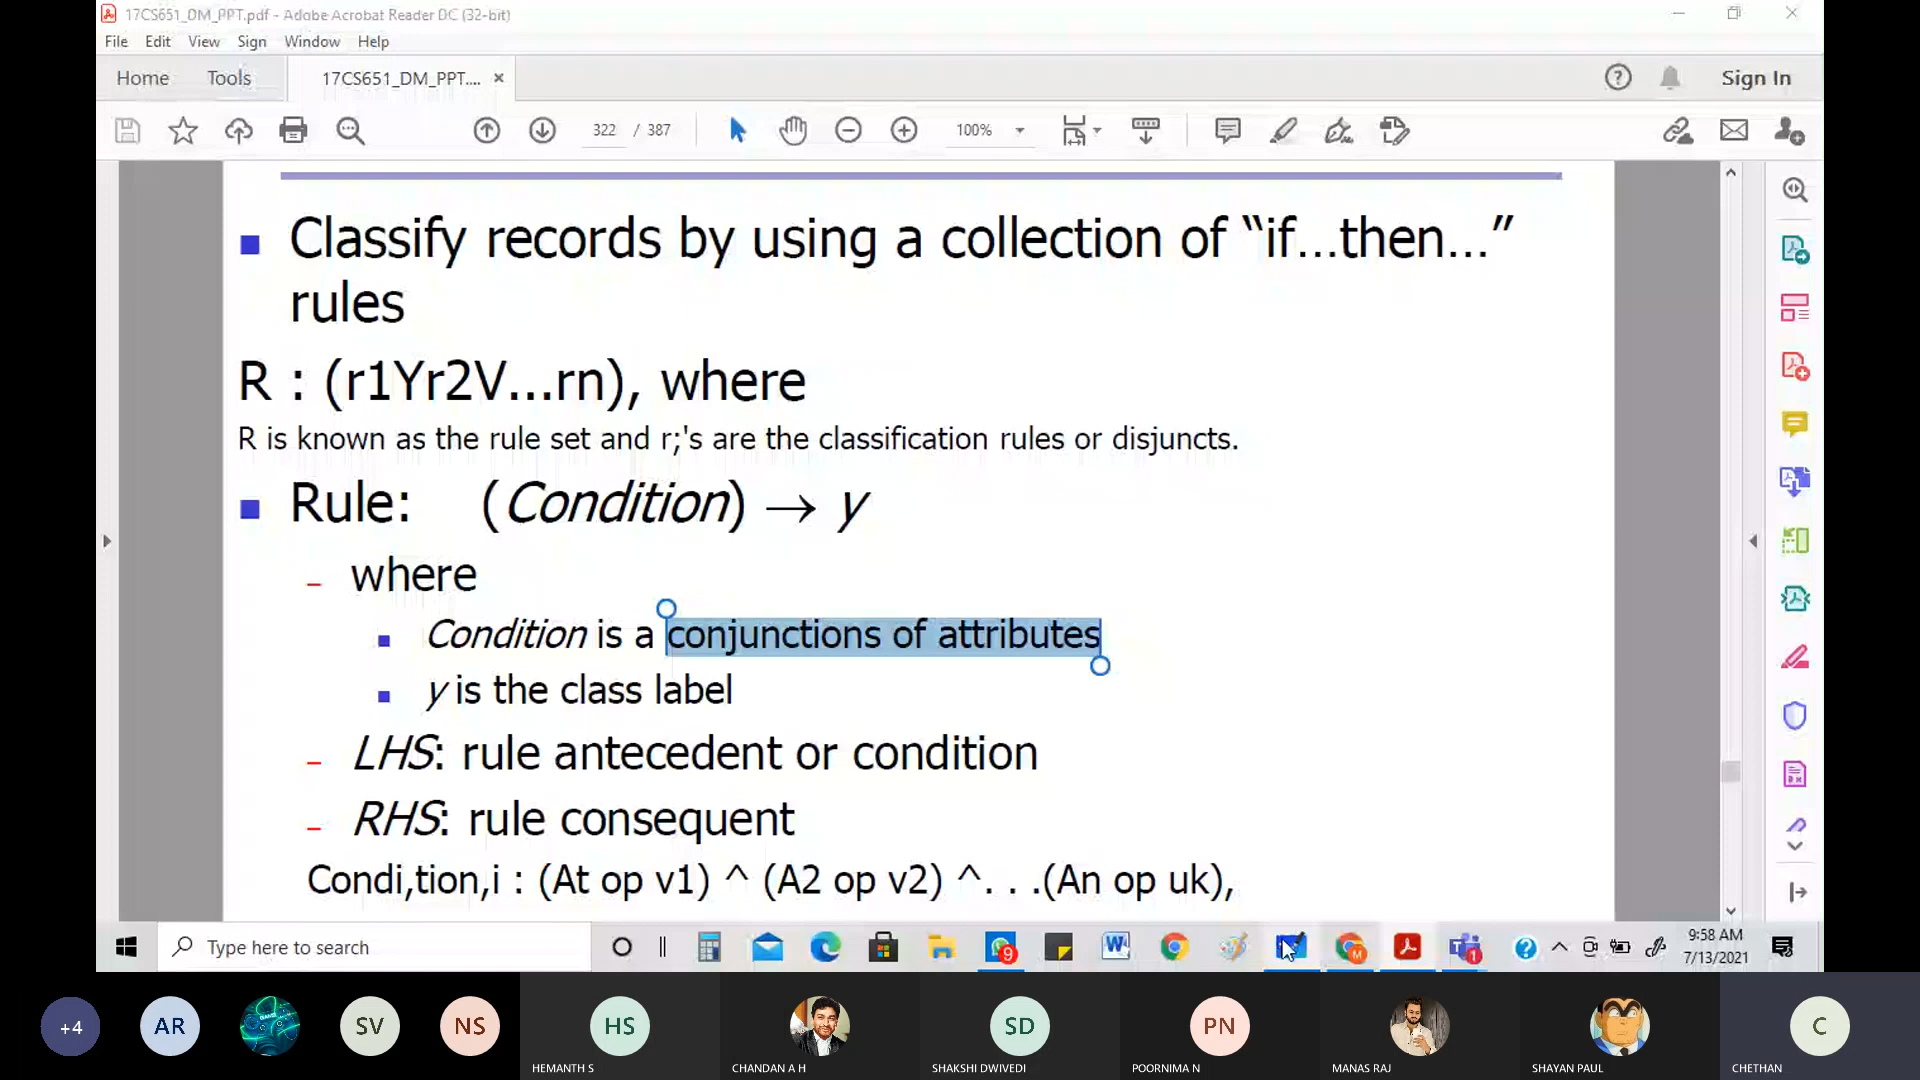 17CS651_DM_PPT.pdf - Adobe Acrobat Reader DC (32-bit)
File Edit View Sign Window Help
Home Tools 17CS651_DM_PPT.... × Sign In
322 / 387 100%
Classify records by using a collection of “if…then…”
rules
R : (r1Yr2V...rn), where
R is known as the rule set and r;'s are the classification rules or disjuncts.
Rule: (Condition) → y
– where
Condition is a conjunctions of attributes
y is the class label
– LHS: rule antecedent or condition
– RHS: rule consequent
Condi,tion,i : (At op v1) ^ (A2 op v2) ^. . .(An op uk),
Type here to search
9
M
1
9:58 AM
7/13/2021
+4 AR SV NS HS SD PN C
HEMANTH S CHANDAN A H SHAKSHI DWIVEDI POORNIMA N MANAS RAJ SHAYAN PAUL CHETHAN